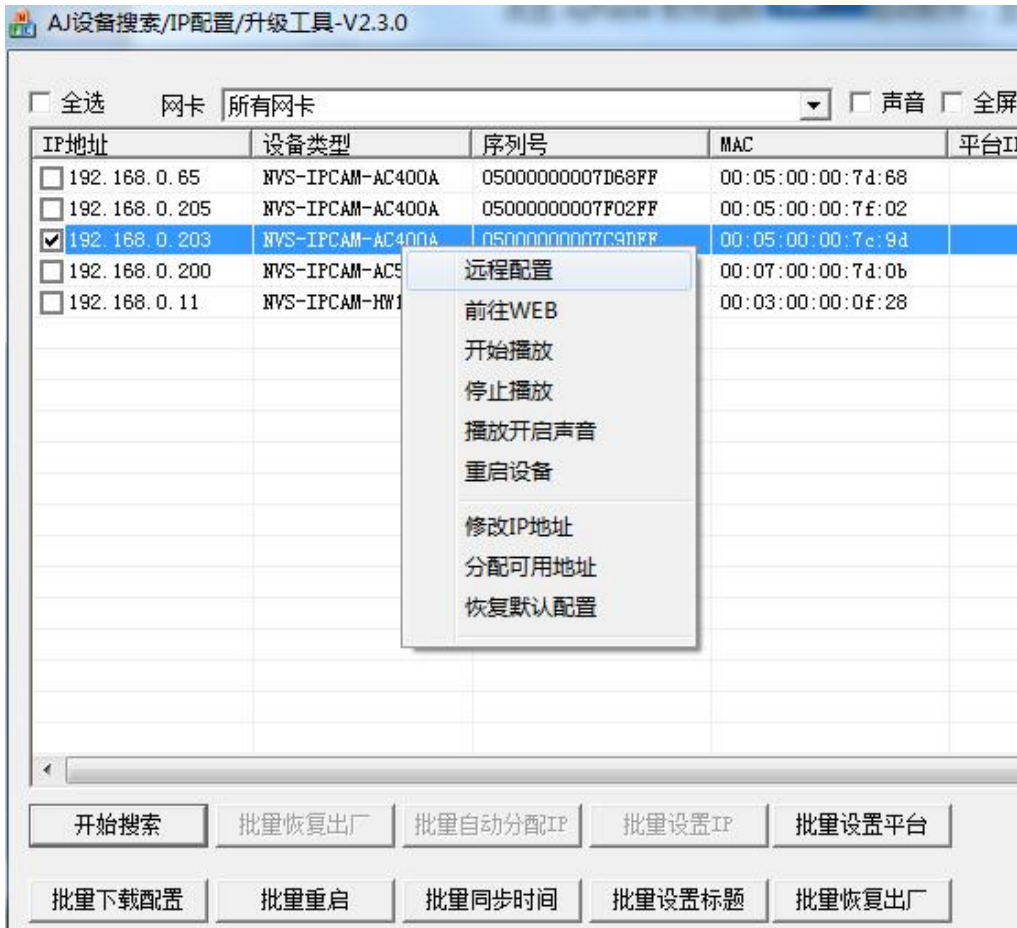 AJ设备搜索/IP配置/升级工具-V2.3.0
全选 网卡 所有网卡 声音 全屏
IP地址 设备类型 序列号 MAC 平台
192.168.0.65 NVS-IPCAM-AC400A 05000000007D68FF 00:05:00:00:7d:68
192.168.0.205 NVS-IPCAM-AC400A 05000000007F02FF 00:05:00:00:7f:02
192.168.0.203 NVS-IPCAM-AC400A 05000000007C9DFF 00:05:00:00:7c:9d
192.168.0.200 NVS-IPCAM-AC5 00:07:00:00:7d:0b
192.168.0.11 NVS-IPCAM-HW1 00:03:00:00:0f:28
远程配置
前往WEB
开始播放
停止播放
播放开启声音
重启设备
修改IP地址
分配可用地址
恢复默认配置
开始搜索 批量恢复出厂 批量自动分配IP 批量设置IP 批量设置平台
批量下载配置 批量重启 批量同步时间 批量设置标题 批量恢复出厂